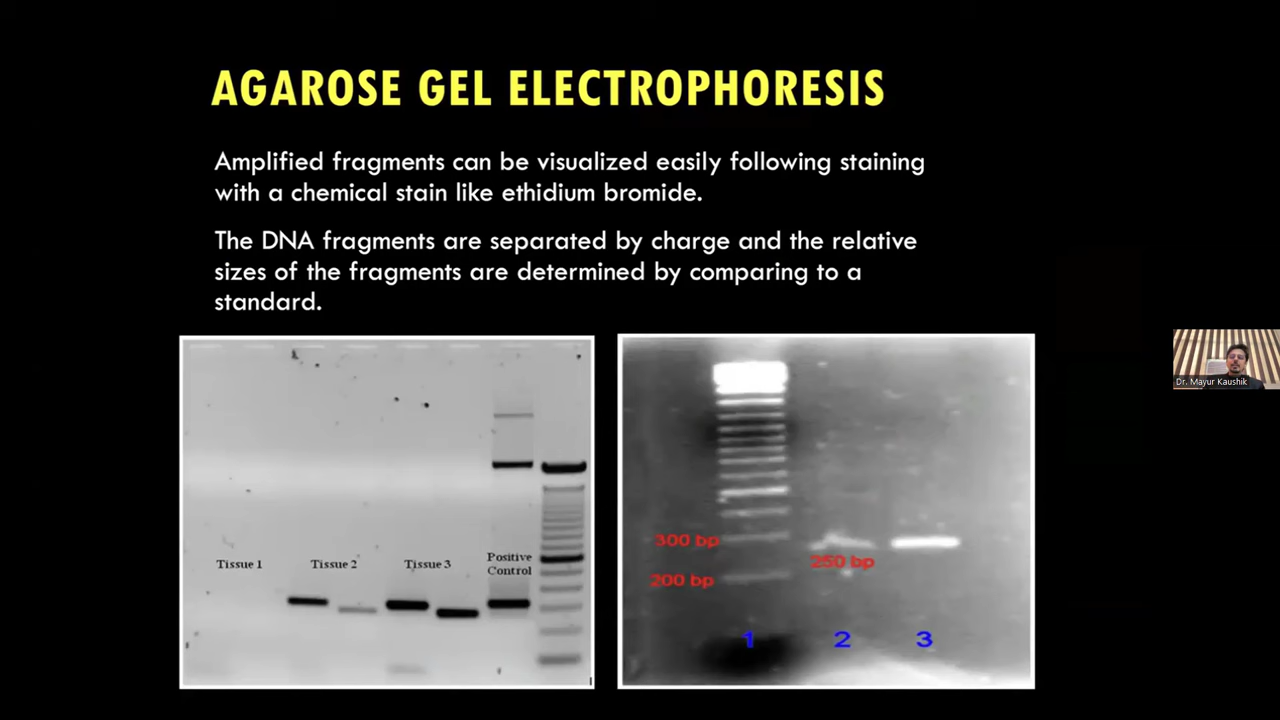 AGAROSE GEL ELECTROPHORESIS
Amplified fragments can be visualized easily following staining
with a chemical stain like ethidium bromide.
The DNA fragments are separated by charge and the relative
sizes of the fragments are determined by comparing to a
standard.
Tissue 1
Tissue 2
Tissue 3
Positive
Control
300 bp
250 bp
200 bp
1
2
3
Dr. Mayur Kaushik